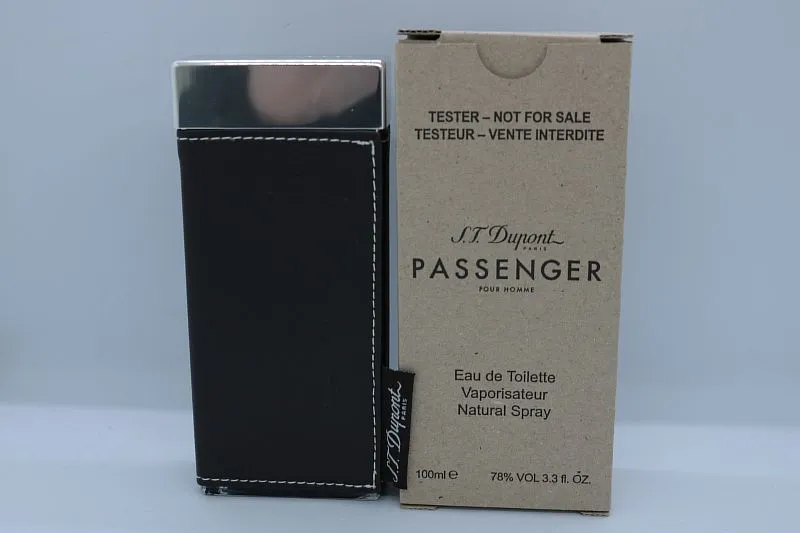 TESTER – NOT FOR SALE
TESTEUR – VENTE INTERDITE
S.T. Dupont
PARIS
PASSENGER
POUR HOMME
Eau de Toilette
Vaporisateur
Natural Spray
100ml ℮ 78% VOL 3.3 fl. OZ.
S.T. Dupont
PARIS